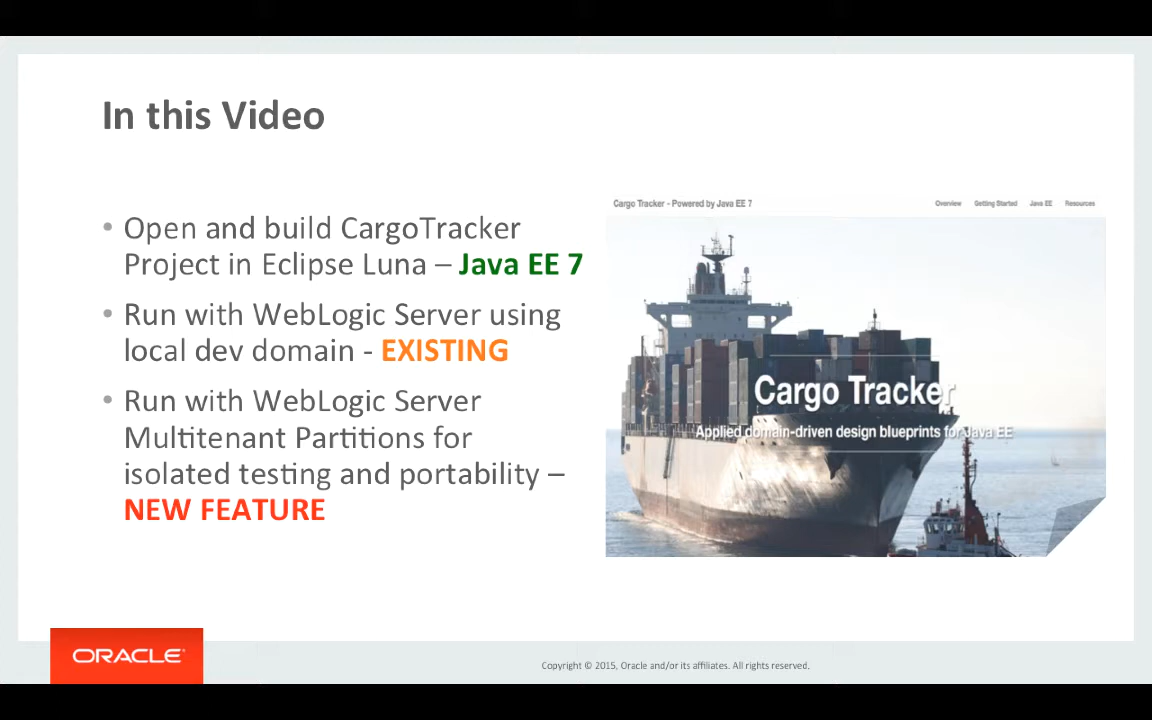 In this Video
• Open and build CargoTracker
Project in Eclipse Luna – Java EE 7
• Run with WebLogic Server using
local dev domain - EXISTING
• Run with WebLogic Server
Multitenant Partitions for
isolated testing and portability –
NEW FEATURE
Cargo Tracker - Powered by Java EE 7
Overview Getting Started Java EE Resources
Cargo Tracker
Applied domain-driven design blueprints for Java EE
ORACLE®
Copyright © 2015, Oracle and/or its affiliates. All rights reserved.